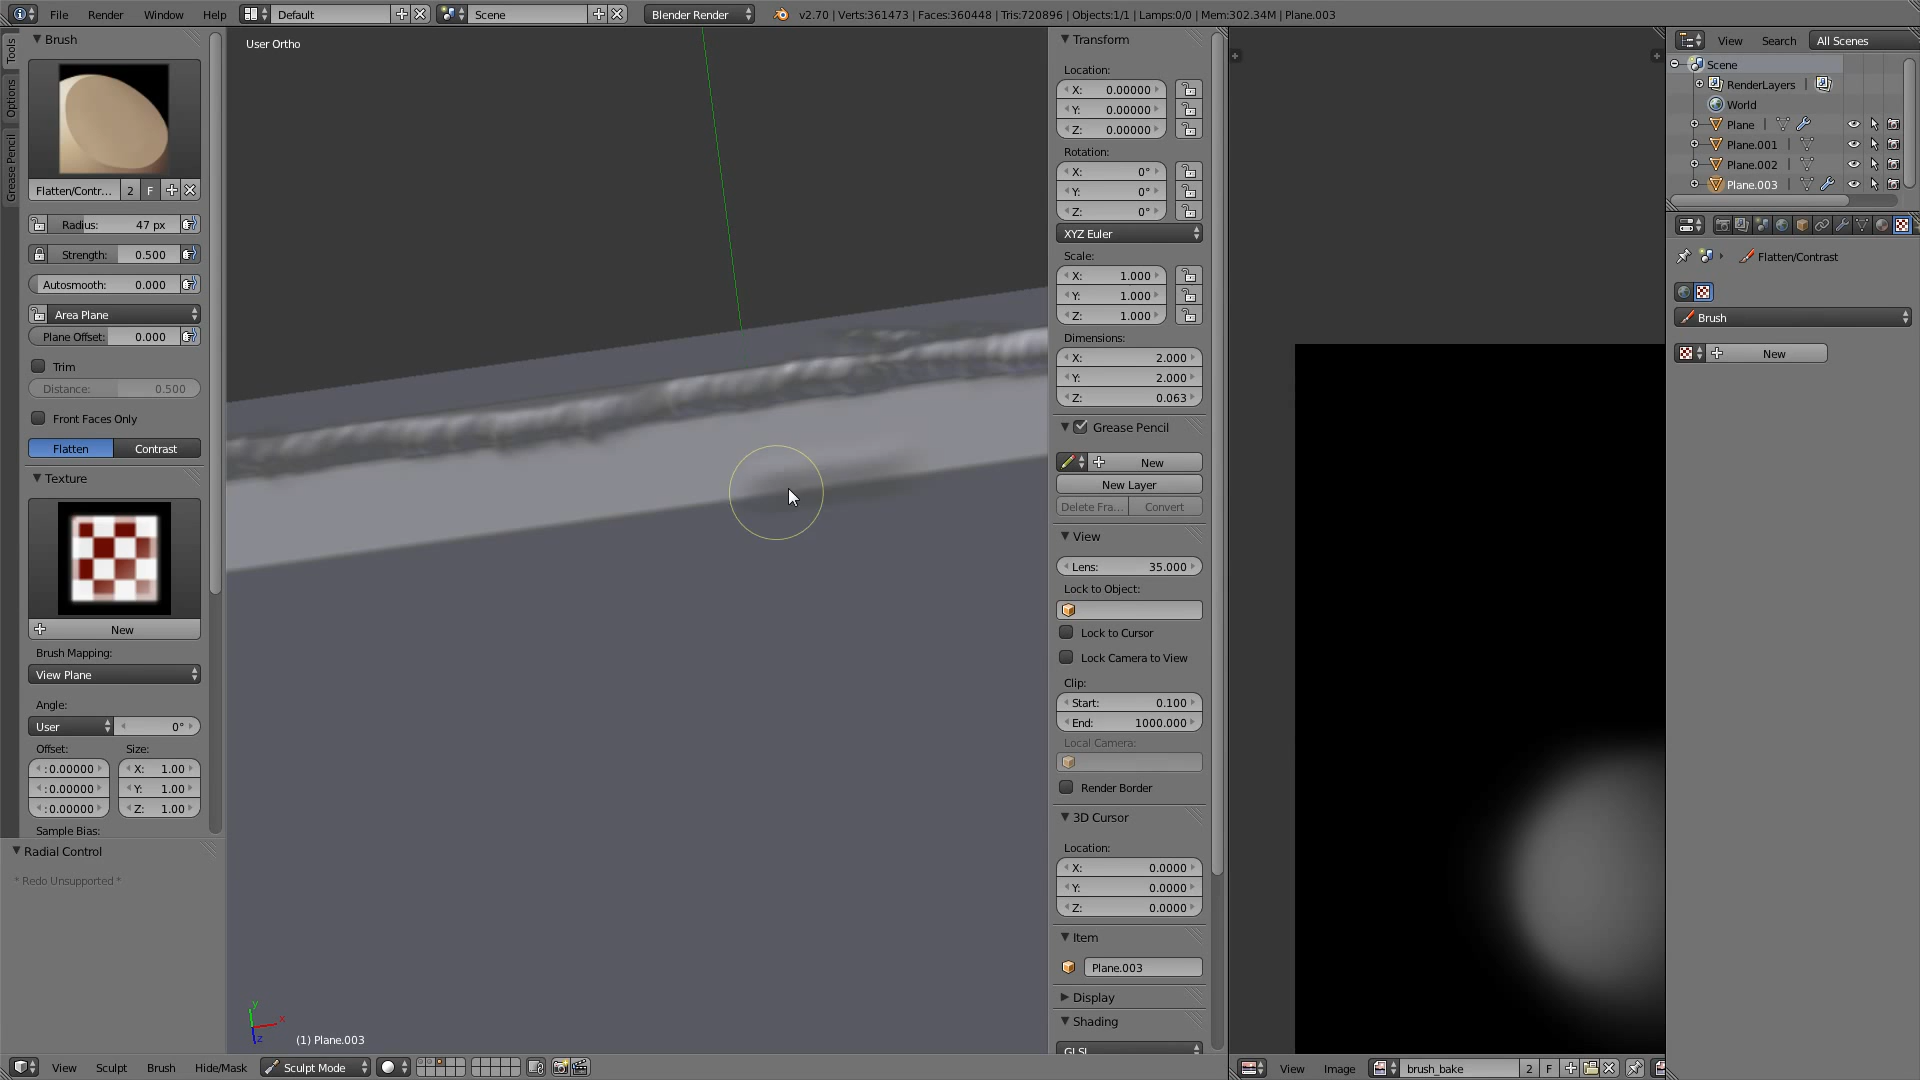 File Render Window Help Default Scene Blender Render v2.70 | Verts:361473 | Faces:360448 | Tris:720896 | Objects:1/1 | Lamps:0/0 | Mem:302.34M | Plane.003
Tools
Options
Grease Pencil
Brush
Flatten/Contr... 2 F
Radius: 47 px
Strength: 0.500
Autosmooth: 0.000
Area Plane
Plane Offset: 0.000
Trim
Distance: 0.500
Front Faces Only
Flatten Contrast
Texture
New
Brush Mapping:
View Plane
Angle:
User 0°
Offset: Size:
:0.00000 X: 1.00
:0.00000 Y: 1.00
:0.00000 Z: 1.00
Sample Bias:
Radial Control
* Redo Unsupported *
User Ortho
y
x
z
(1) Plane.003
Transform
Location:
X: 0.00000
Y: 0.00000
Z: 0.00000
Rotation:
X: 0°
Y: 0°
Z: 0°
XYZ Euler
Scale:
X: 1.000
Y: 1.000
Z: 1.000
Dimensions:
X: 2.000
Y: 2.000
Z: 0.063
Grease Pencil
New
New Layer
Delete Fra... Convert
View
Lens: 35.000
Lock to Object:
Lock to Cursor
Lock Camera to View
Clip:
Start: 0.100
End: 1000.000
Local Camera:
Render Border
3D Cursor
Location:
X: 0.0000
Y: 0.0000
Z: 0.0000
Item
Plane.003
Display
Shading
GLSL
View Search All Scenes
Scene
RenderLayers |
World
Plane |
Plane.001 |
Plane.002 |
Plane.003 |
Flatten/Contrast
Brush
New
View Sculpt Brush Hide/Mask Sculpt Mode
View Image brush_bake 2 F